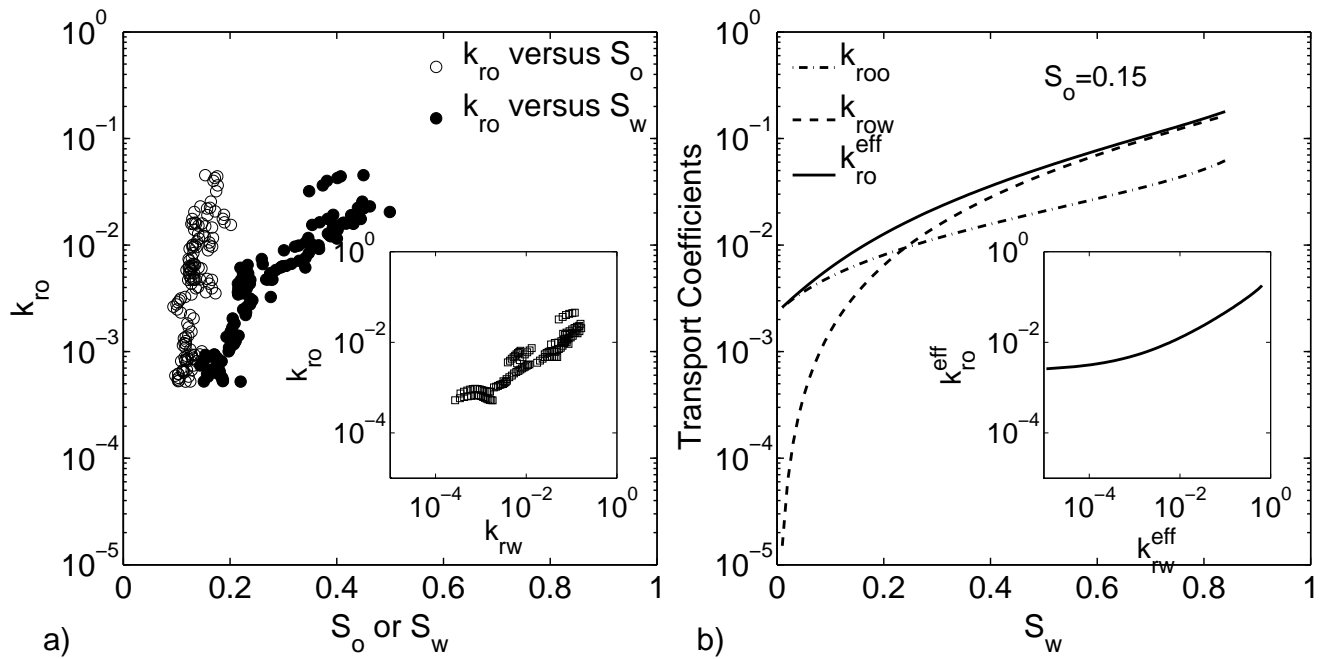 10^0
10^−1
10^−2
10^−3
10^−4
10^−5
k_ro
k_ro versus S_o
k_ro versus S_w
0 0.2 0.4 0.6 0.8 1
S_o or S_w
a)
10^0
10^−2
10^−4
k_ro
10^−4 10^−2 10^0
k_rw
10^0
10^−1
10^−2
10^−3
10^−4
10^−5
Transport Coefficients
k_roo
k_row
k_ro^eff
S_o=0.15
0 0.2 0.4 0.6 0.8 1
S_w
b)
10^0
10^−2
10^−4
k_ro^eff
10^−4 10^−2 10^0
k_rw^eff